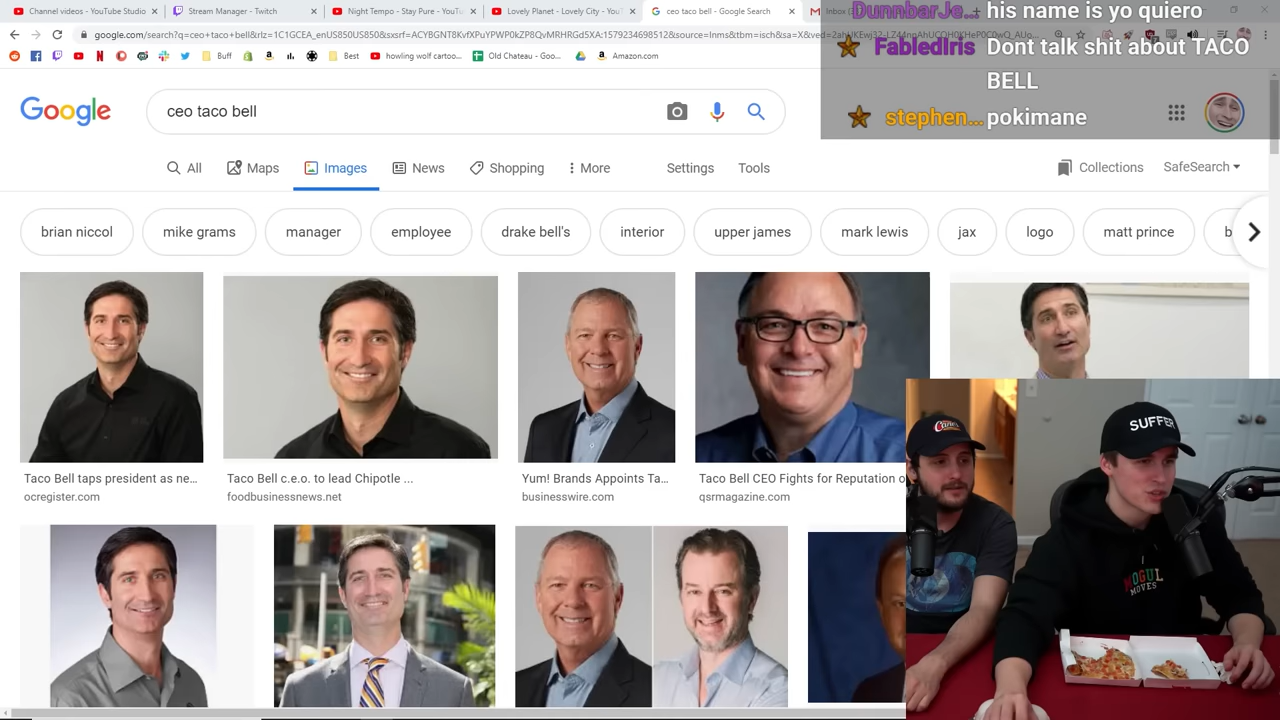 Channel videos - YouTube Studio
Stream Manager - Twitch
Night Tempo - Stay Pure - YouTu
Lovely Planet - Lovely City - YouT
ceo taco bell - Google Search
Inbox
DunnbarJe... his name is yo quiero
FabledIris Dont talk shit about TACO
BELL
stephen... pokimane
Buff
Best
howling wolf cartoo...
Old Chateau - Goo...
Amazon.com
Google
ceo taco bell
All
Maps
Images
News
Shopping
More
Settings
Tools
Collections
SafeSearch
brian niccol
mike grams
manager
employee
drake bell's
interior
upper james
mark lewis
jax
logo
matt prince
b
Taco Bell taps president as ne...
ocregister.com
Taco Bell c.e.o. to lead Chipotle ...
foodbusinessnews.net
Yum! Brands Appoints Ta...
businesswire.com
Taco Bell CEO Fights for Reputation o
qsrmagazine.com
Cane's
SUFFER
MOGUL
MOVES